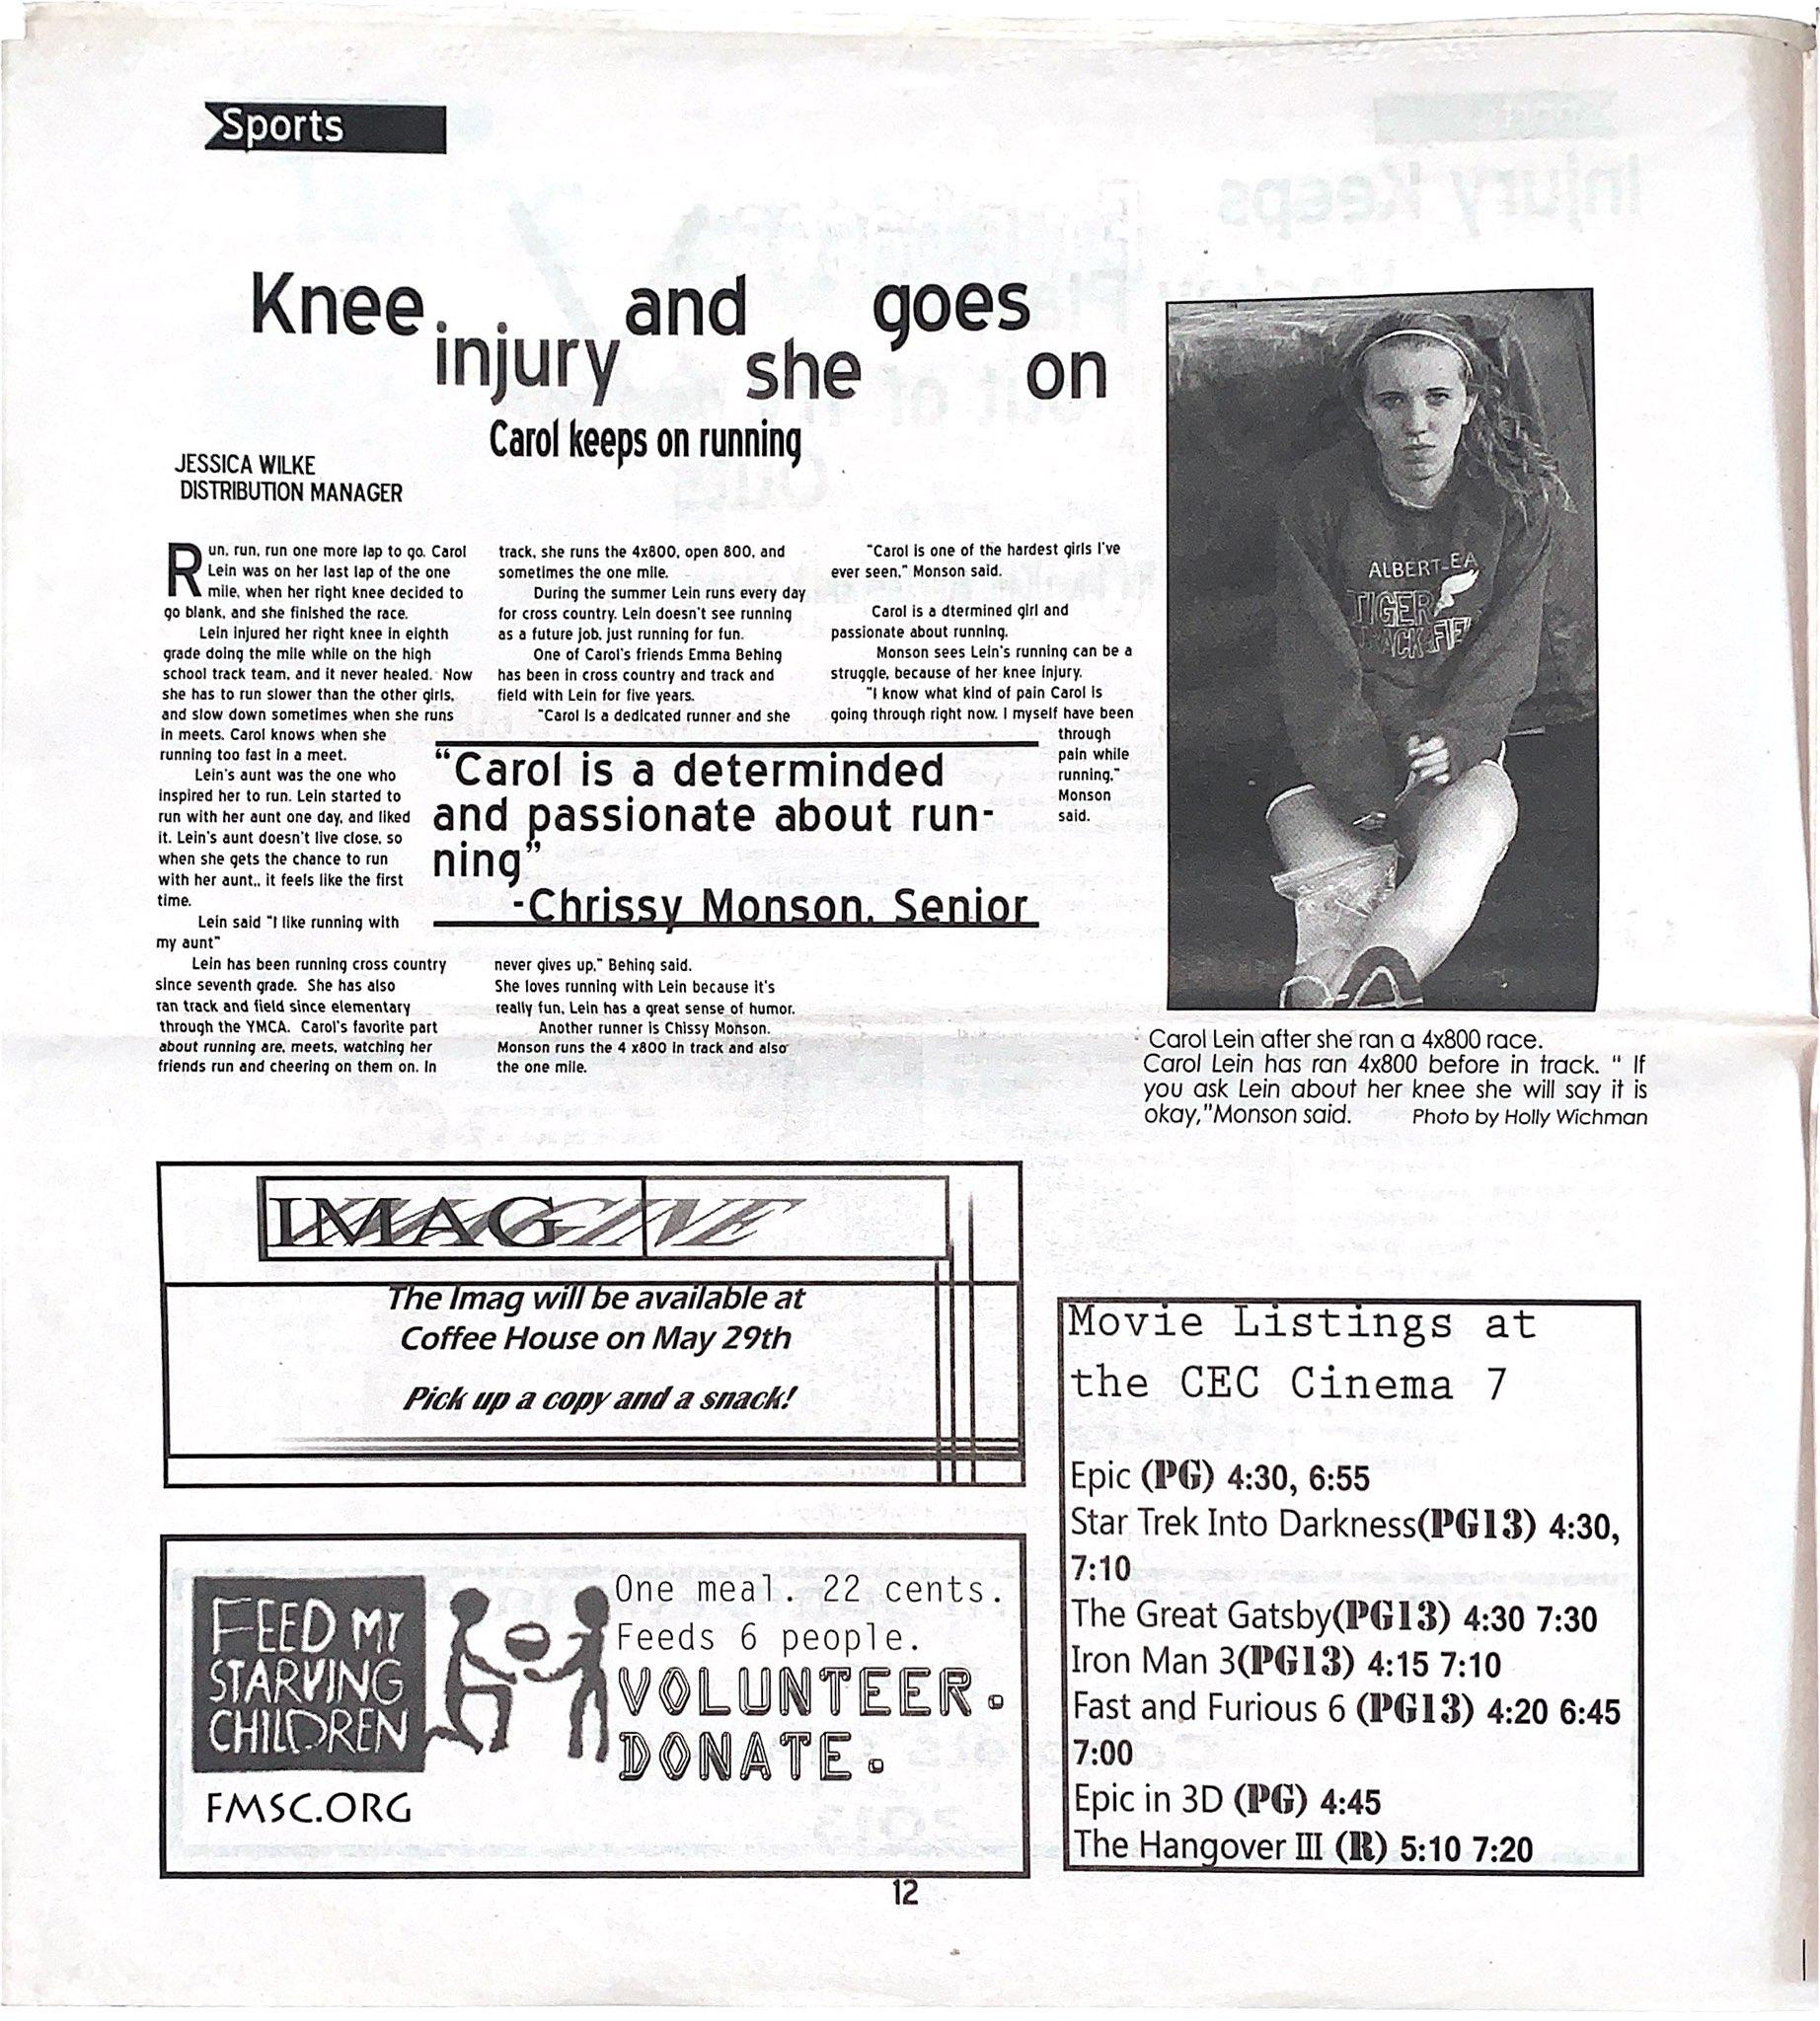 Sports
Knee injury and she goes on
Carol keeps on running
JESSICA WILKE
DISTRIBUTION MANAGER
Run, run, run one more lap to go. Carol
Lein was on her last lap of the one
mile, when her right knee decided to
go blank, and she finished the race.
Lein injured her right knee in eighth
grade doing the mile while on the high
school track team, and it never healed. Now
she has to run slower than the other girls,
and slow down sometimes when she runs
in meets. Carol knows when she
running too fast in a meet.
Lein's aunt was the one who
inspired her to run. Lein started to
run with her aunt one day, and liked
it. Lein's aunt doesn't live close, so
when she gets the chance to run
with her aunt,. it feels like the first
time.
Lein said "I like running with
my aunt"
Lein has been running cross country
since seventh grade. She has also
ran track and field since elementary
through the YMCA. Carol's favorite part
about running are, meets, watching her
friends run and cheering on them on. In
track, she runs the 4x800, open 800, and
sometimes the one mile.
During the summer Lein runs every day
for cross country. Lein doesn't see running
as a future job, just running for fun.
One of Carol's friends Emma Behing
has been in cross country and track and
field with Lein for five years.
"Carol is a dedicated runner and she
never gives up," Behing said.
She loves running with Lein because it's
really fun, Lein has a great sense of humor.
Another runner is Chissy Monson.
Monson runs the 4 x800 in track and also
the one mile.
"Carol is one of the hardest girls I've
ever seen," Monson said.
Carol is a dtermined girl and
passionate about running.
Monson sees Lein's running can be a
struggle, because of her knee injury.
"I know what kind of pain Carol is
going through right now. I myself have been
through
pain while
running,"
Monson
said.
"Carol is a determinded
and passionate about run-
ning"
-Chrissy Monson, Senior
ALBERT LEA
TIGER
TRACK & FIEL
Carol Lein after she ran a 4x800 race.
Carol Lein has ran 4x800 before in track. " If
you ask Lein about her knee she will say it is
okay,"Monson said. Photo by Holly Wichman
IMAGINE
The Imag will be available at
Coffee House on May 29th
Pick up a copy and a snack!
FEED MY
STARVING
CHILDREN
FMSC.ORG
One meal. 22 cents.
Feeds 6 people.
VOLUNTEER.
DONATE.
Movie Listings at
the CEC Cinema 7
Epic (PG) 4:30, 6:55
Star Trek Into Darkness(PG13) 4:30,
7:10
The Great Gatsby(PG13) 4:30 7:30
Iron Man 3(PG13) 4:15 7:10
Fast and Furious 6 (PG13) 4:20 6:45
7:00
Epic in 3D (PG) 4:45
The Hangover III (R) 5:10 7:20
12